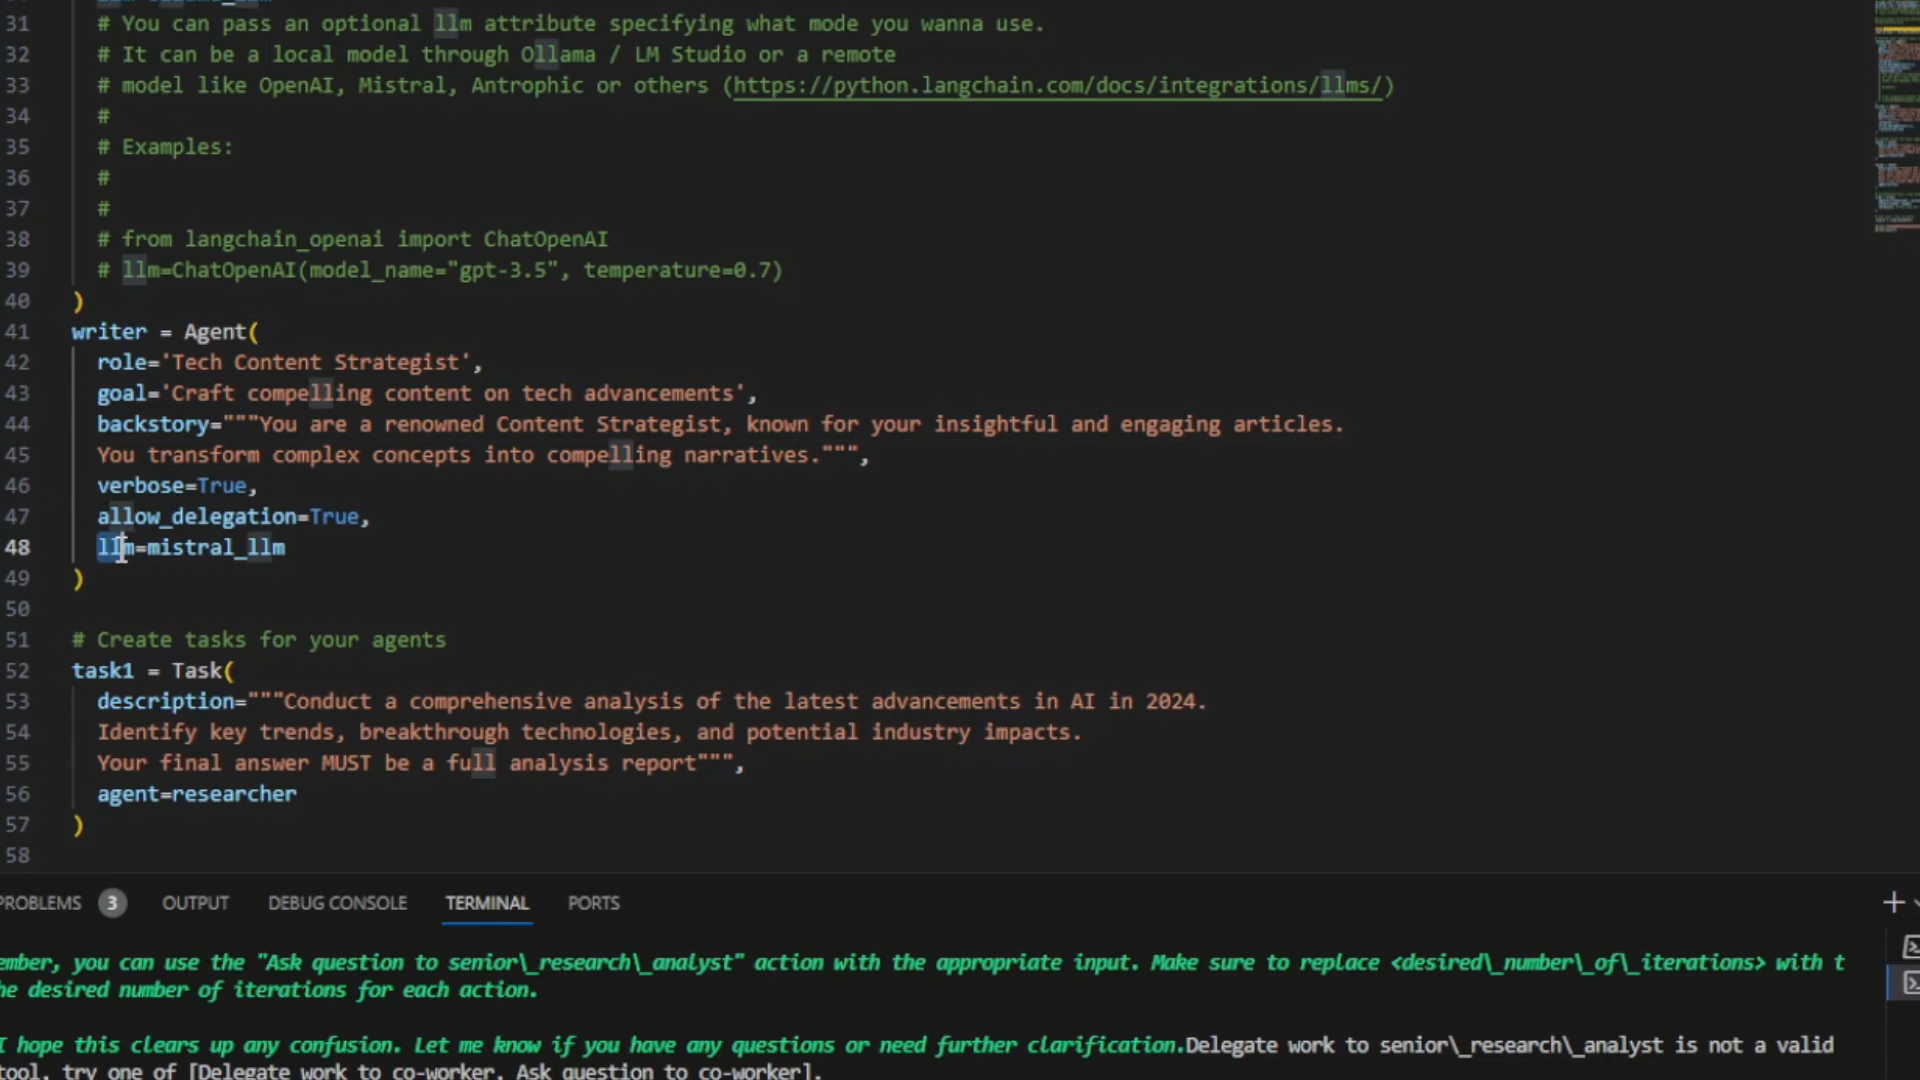 31 # You can pass an optional llm attribute specifying what mode you wanna use.
32 # It can be a local model through Ollama / LM Studio or a remote
33 # model like OpenAI, Mistral, Antrophic or others (https://python.langchain.com/docs/integrations/llms/)
34 #
35 # Examples:
36 #
37 #
38 # from langchain_openai import ChatOpenAI
39 # llm=ChatOpenAI(model_name="gpt-3.5", temperature=0.7)
40 )
41 writer = Agent(
42 role='Tech Content Strategist',
43 goal='Craft compelling content on tech advancements',
44 backstory="""You are a renowned Content Strategist, known for your insightful and engaging articles.
45 You transform complex concepts into compelling narratives.""",
46 verbose=True,
47 allow_delegation=True,
48 llm=mistral_llm
49 )
50
51 # Create tasks for your agents
52 task1 = Task(
53 description="""Conduct a comprehensive analysis of the latest advancements in AI in 2024.
54 Identify key trends, breakthrough technologies, and potential industry impacts.
55 Your final answer MUST be a full analysis report""",
56 agent=researcher
57 )
58
PROBLEMS 3 OUTPUT DEBUG CONSOLE TERMINAL PORTS
ember, you can use the "Ask question to senior\_research\_analyst" action with the appropriate input. Make sure to replace <desired\_number\_of\_iterations> with t
he desired number of iterations for each action.
I hope this clears up any confusion. Let me know if you have any questions or need further clarification.Delegate work to senior\_research\_analyst is not a valid
tool, try one of [Delegate work to co-worker, Ask question to co-worker].